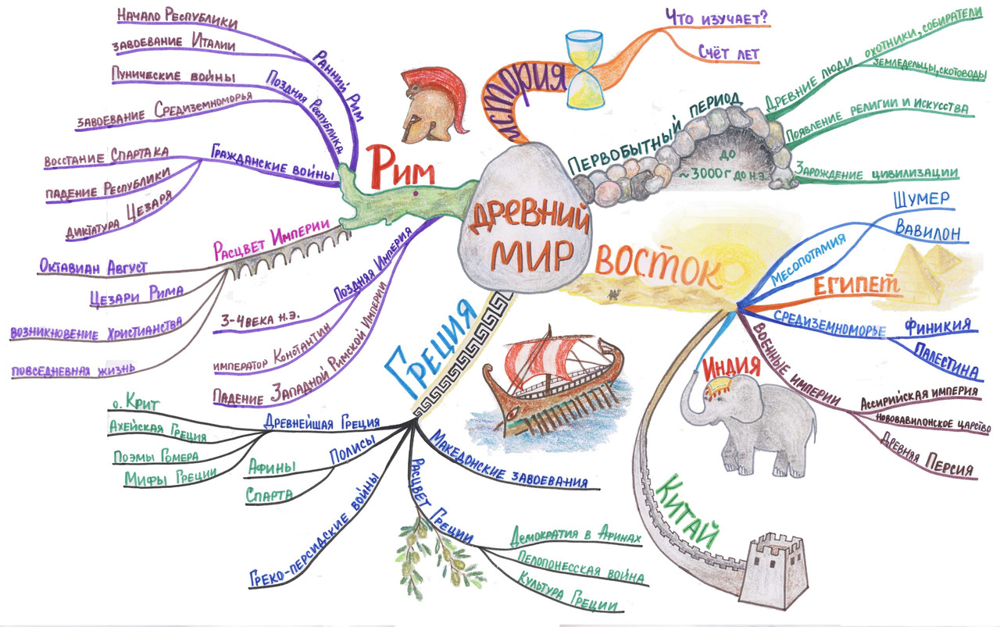 ДРЕВНИЙ
МИР
ИСТОРИЯ
Что изучает?
Счёт лет
Первобытный период
до
~3000г до н.э.
Древние люди
охотники, собиратели
земледельцы, скотоводы
Появление религии и искусства
Зарождение цивилизации
ВОСТОК
Месопотамия
Шумер
Вавилон
ЕГИПЕТ
Средиземноморье
Финикия
Палестина
Военные империи
Ассирийская империя
Нововавилонское царство
Древняя Персия
Индия
Китай
Греция
Македонские завоевания
Расцвет Греции
Демократия в Афинах
Пелопонесская война
Культура Греции
Греко-персидские войны
Полисы
Афины
Спарта
Древнейшая Греция
о. Крит
Ахейская Греция
Поэмы Гомера
Мифы Греции
Рим
Ранний Рим
Начало Республики
завоевание Италии
Поздняя Республика
Пунические войны
завоевание Средиземноморья
Гражданские войны
восстание Спартака
падение Республики
диктатура Цезаря
Расцвет Империи
Октавиан Август
Цезари Рима
возникновение Христианства
повседневная жизнь
Поздняя Империя
3-4 века н.э.
император Константин
Падение Западной Римской Империи